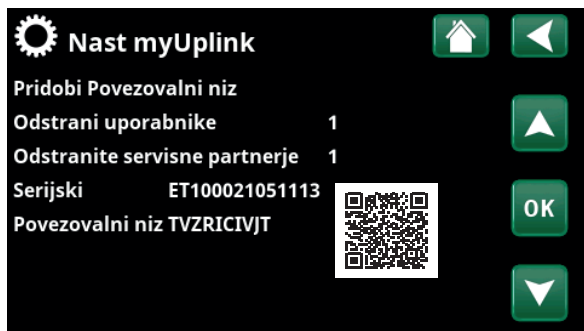 Nast myUplink
Pridobi Povezovalni niz
Odstrani uporabnike 1
Odstranite servisne partnerje 1
Serijski ET100021051113
Povezovalni niz TVZRICIVJT
OK